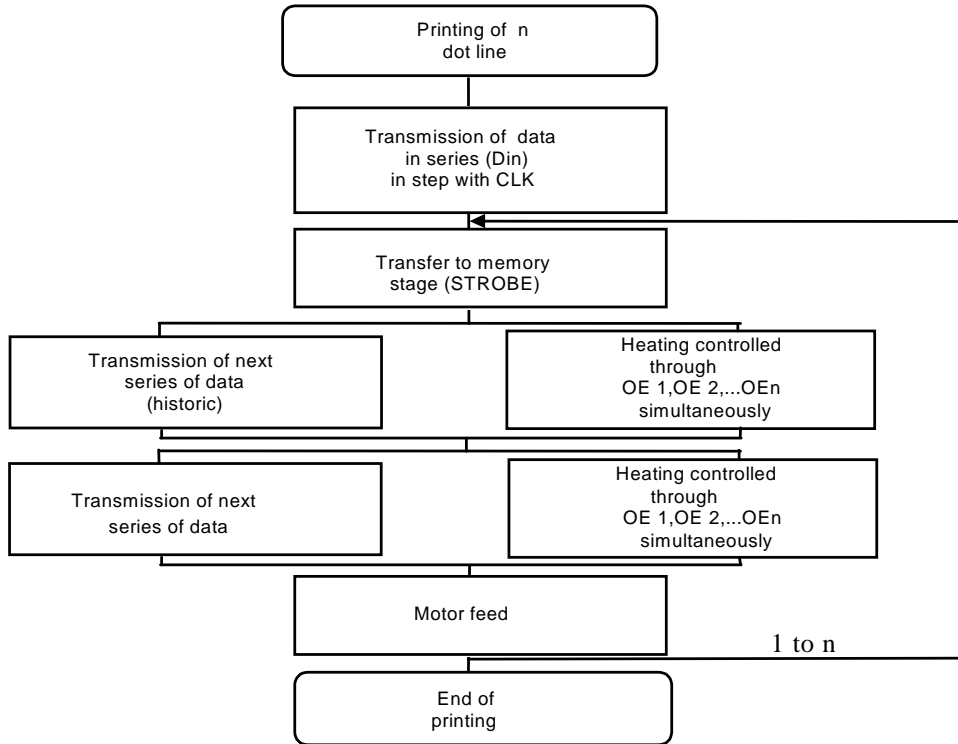 Printing of n
dot line
Transmission of data
in series (Din)
in step with CLK
Transfer to memory
stage (STROBE)
Transmission of next
series of data
(historic)
Heating controlled
through
OE 1,OE 2,...OEn
simultaneously
Transmission of next
series of data
Heating controlled
through
OE 1,OE 2,...OEn
simultaneously
Motor feed
1 to n
End of
printing